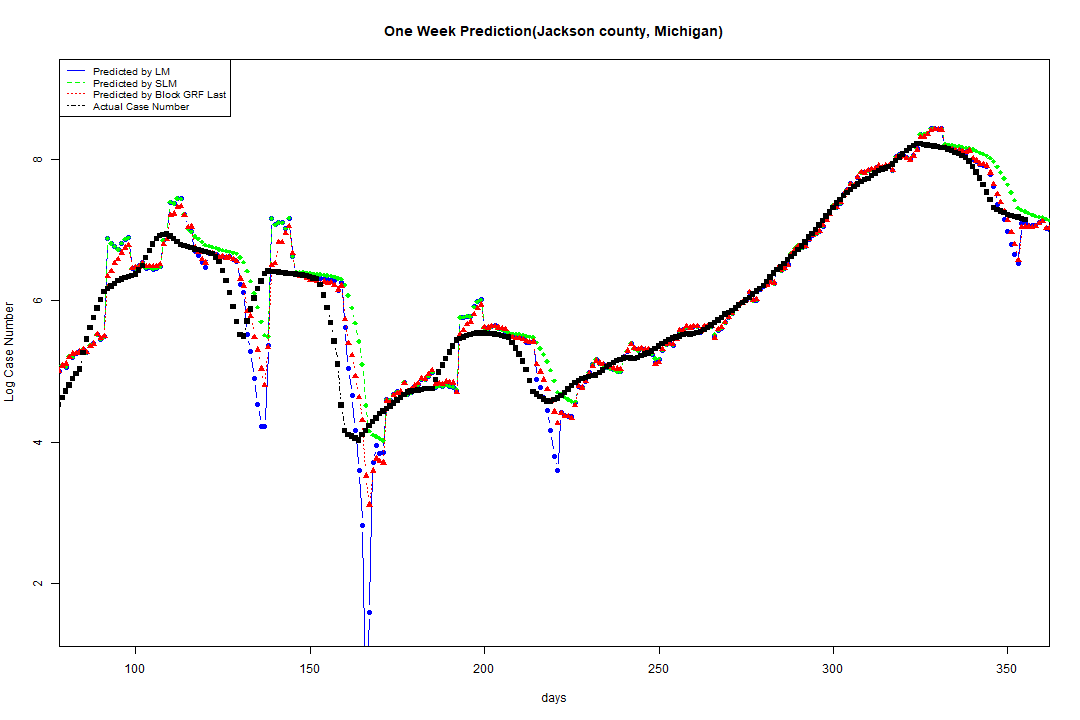 One Week Prediction(Jackson county, Michigan)
Predicted by LM
Predicted by SLM
Predicted by Block GRF Last
Actual Case Number
8
6
4
2
Log Case Number
100 150 200 250 300 350
days